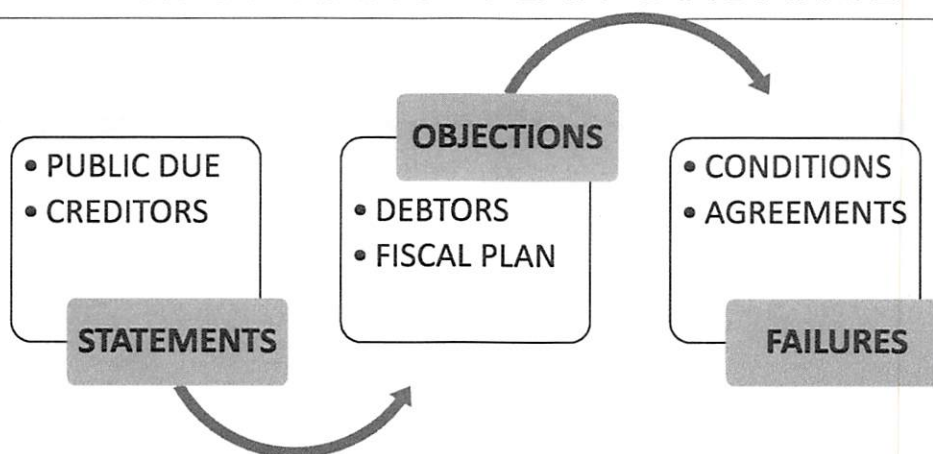 • PUBLIC DUE
• CREDITORS
STATEMENTS
OBJECTIONS
• DEBTORS
• FISCAL PLAN
• CONDITIONS
• AGREEMENTS
FAILURES